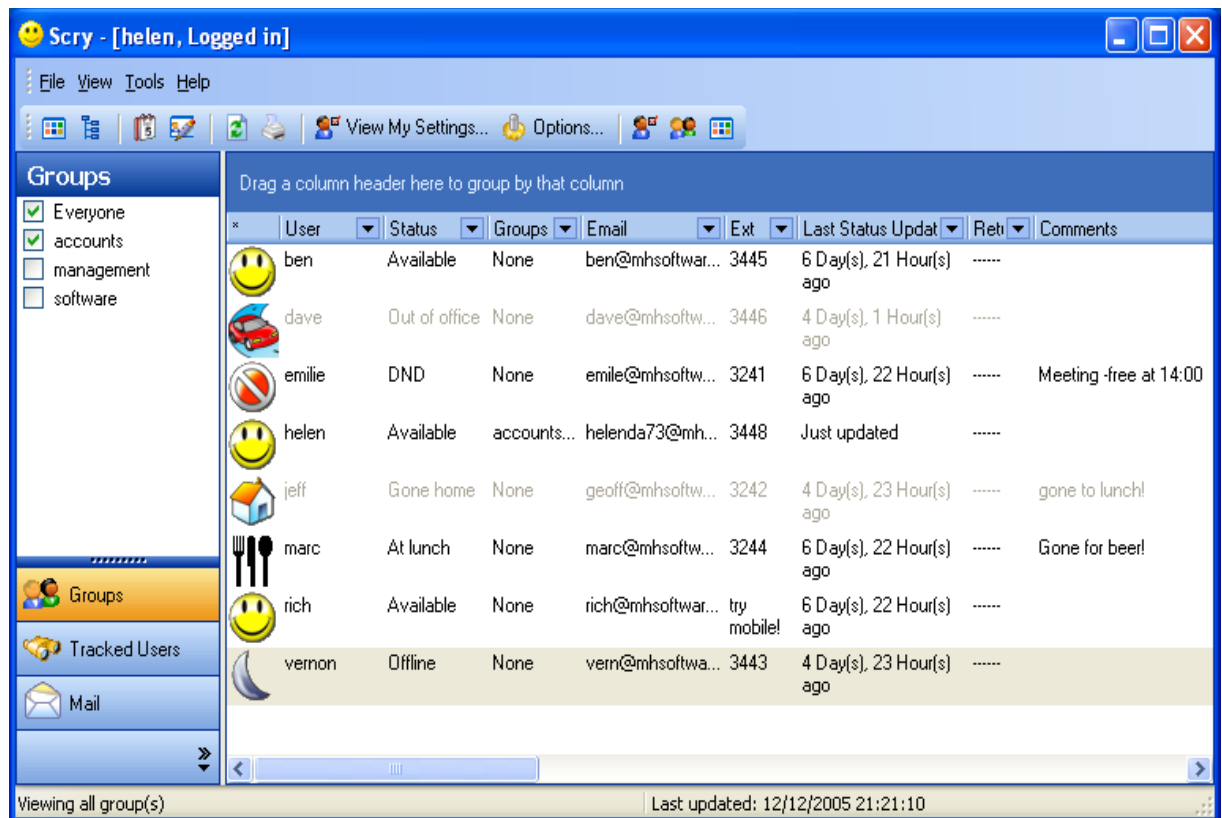 Scry - [helen, Logged in]
File View Tools Help
View My Settings... Options...
Groups
Everyone
accounts
management
software
Groups
Tracked Users
Mail
Drag a column header here to group by that column
* User Status Groups Email Ext Last Status Updat Retu Comments
ben Available None ben@mhsoftwar... 3445 6 Day(s), 21 Hour(s) ------
ago
dave Out of office None dave@mhsoftw... 3446 4 Day(s), 1 Hour(s) ------
ago
emilie DND None emile@mhsoftw... 3241 6 Day(s), 22 Hour(s) ------ Meeting -free at 14:00
ago
helen Available accounts... helenda73@mh... 3448 Just updated ------
jeff Gone home None geoff@mhsoftw... 3242 4 Day(s), 23 Hour(s) ------ gone to lunch!
ago
marc At lunch None marc@mhsoftw... 3244 6 Day(s), 22 Hour(s) ------ Gone for beer!
ago
rich Available None rich@mhsoftwar... try 6 Day(s), 22 Hour(s) ------
mobile! ago
vernon Offline None vern@mhsoftwa... 3443 4 Day(s), 23 Hour(s) ------
ago
Viewing all group(s) Last updated: 12/12/2005 21:21:10